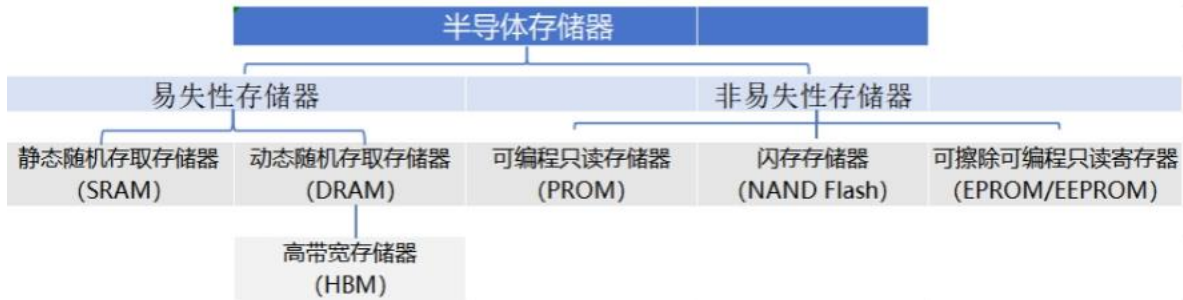 半导体存储器
易失性存储器
非易失性存储器
静态随机存取存储器
(SRAM)
动态随机存取存储器
(DRAM)
可编程只读存储器
(PROM)
闪存存储器
(NAND Flash)
可擦除可编程只读寄存器
(EPROM/EEPROM)
高带宽存储器
(HBM)